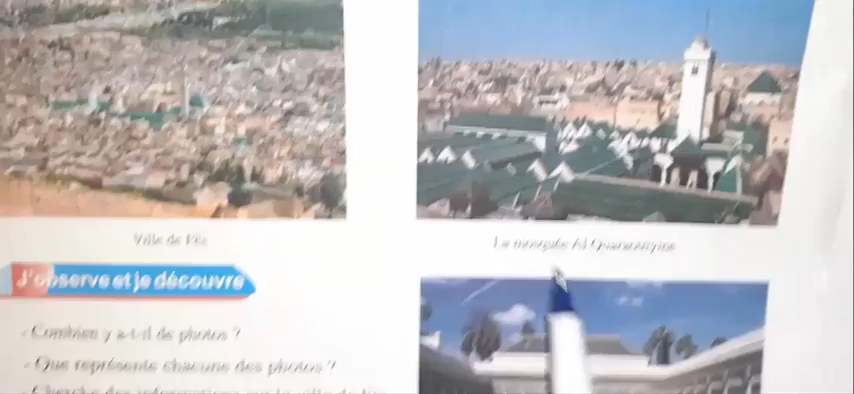 Ville de Fès
La mosquée Al Quaraouyine
J'observe et je découvre
- Combien y a-t-il de photos ?
- Que représente chacune des photos ?